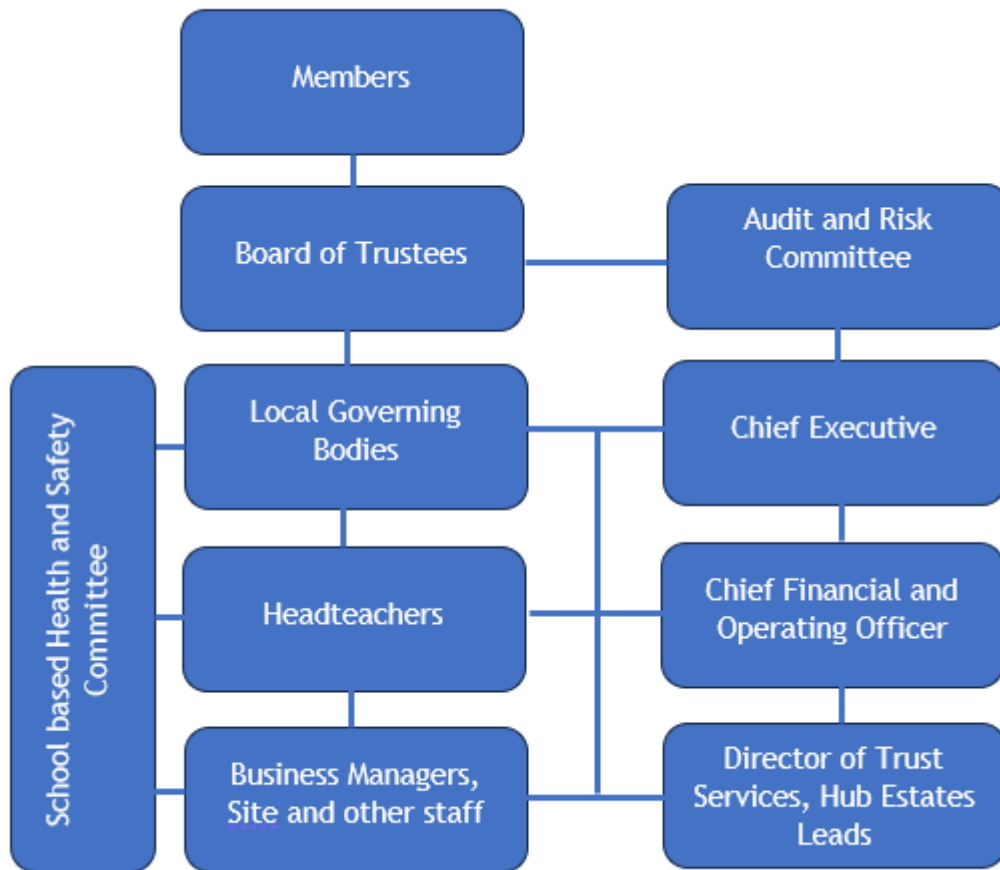 Members
Board of Trustees
Audit and Risk
Committee
Local Governing
Bodies
Chief Executive
School based Health and Safety
Committee
Headteachers
Chief Financial and
Operating Officer
Business Managers,
Site and other staff
Director of Trust
Services, Hub Estates
Leads